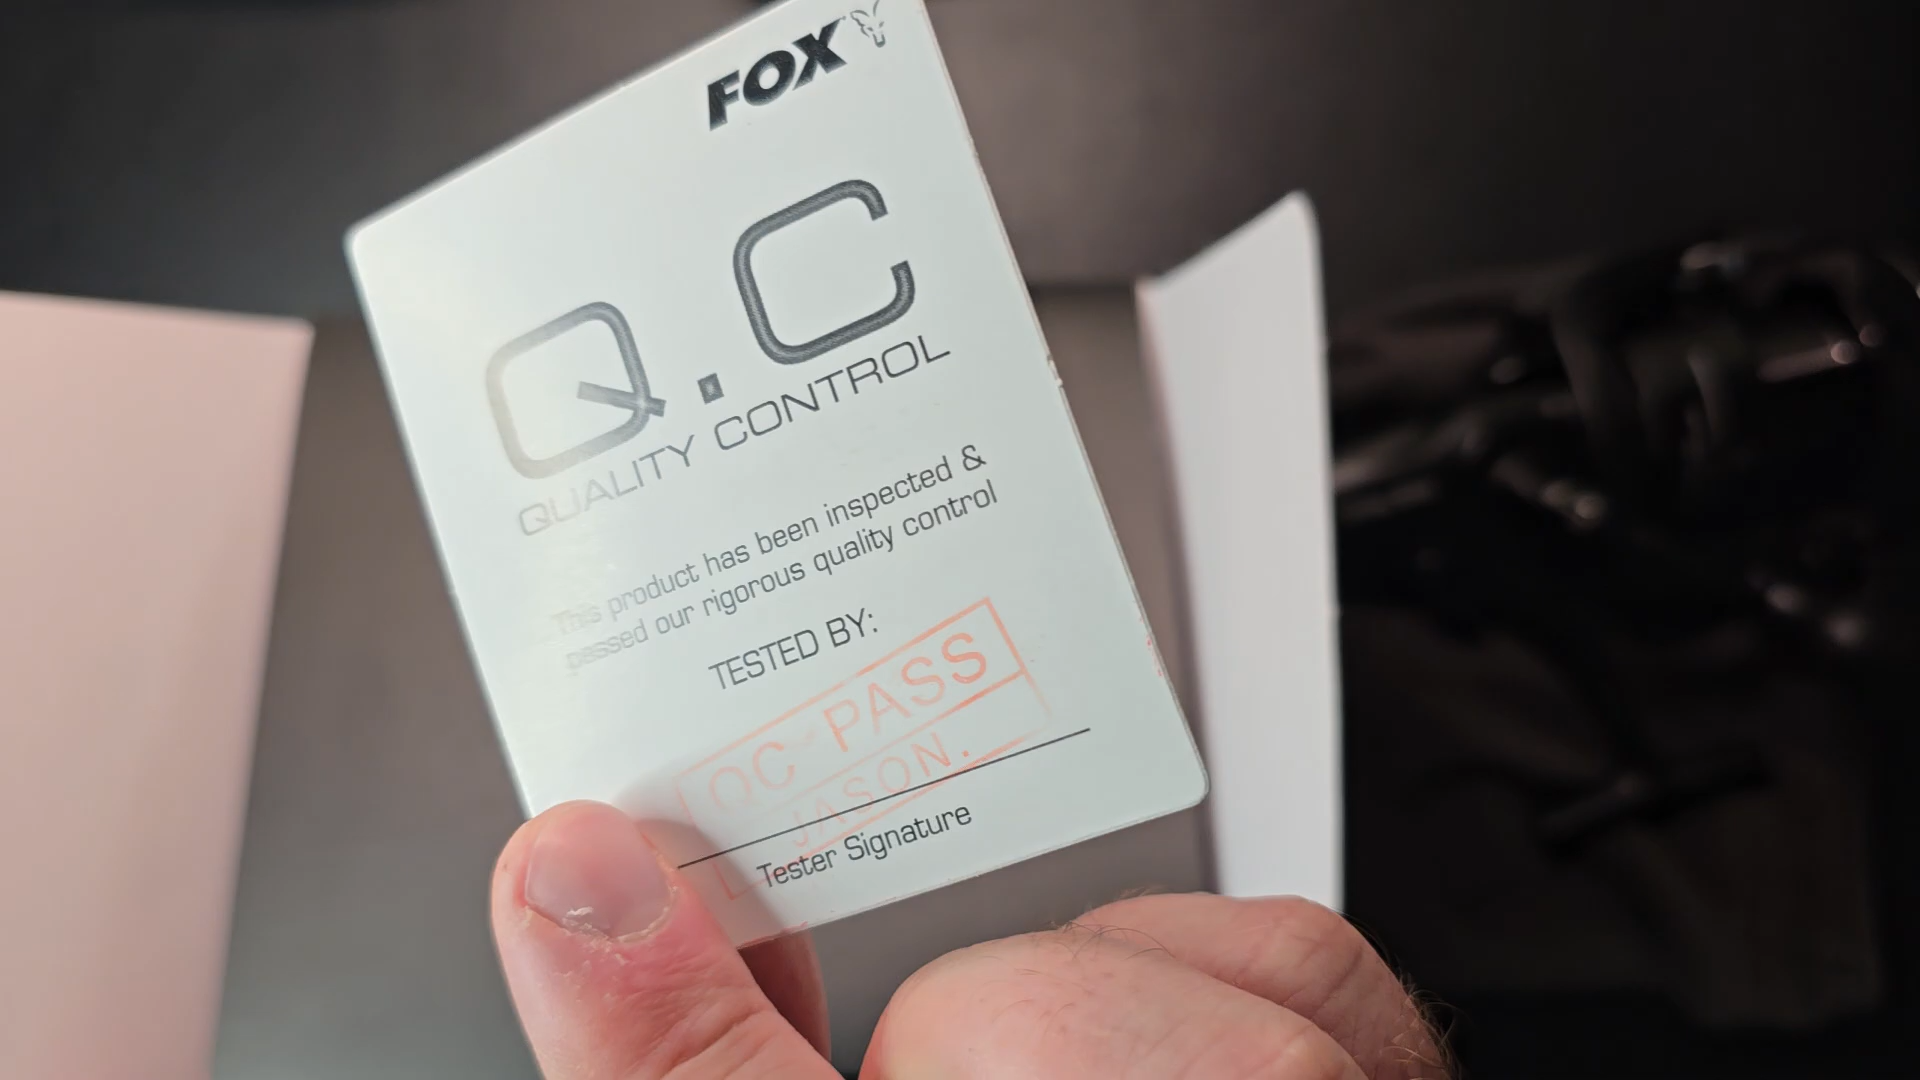 FOX
Q.C
QUALITY CONTROL
This product has been inspected &
passed our rigorous quality control
TESTED BY:
QC PASS
JASON.
Tester Signature